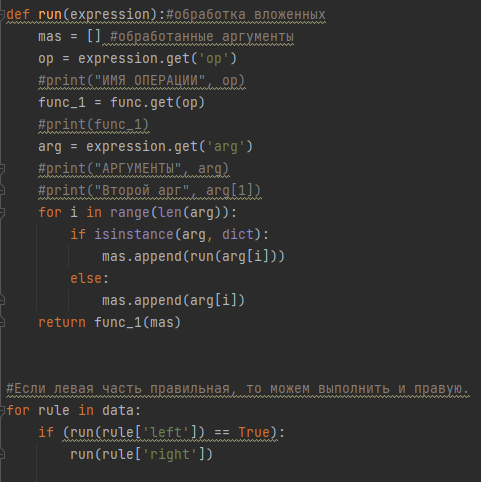 def run(expression):#обработка вложенных
    mas = [] #обработанные аргументы
    op = expression.get('op')
    #print("ИМЯ ОПЕРАЦИИ", op)
    func_1 = func.get(op)
    #print(func_1)
    arg = expression.get('arg')
    #print("АРГУМЕНТЫ", arg)
    #print("Второй арг", arg[1])
    for i in range(len(arg)):
        if isinstance(arg, dict):
            mas.append(run(arg[i]))
        else:
            mas.append(arg[i])
    return func_1(mas)
#Если левая часть правильная, то можем выполнить и правую.
for rule in data:
    if (run(rule['left']) == True):
        run(rule['right'])